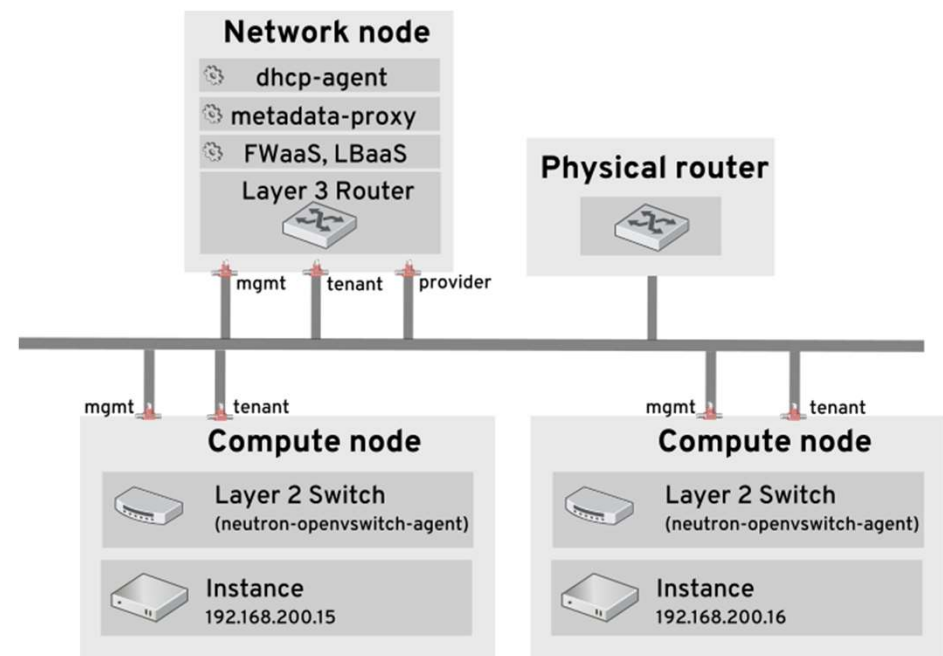 Network node
dhcp-agent
metadata-proxy
FWaaS, LBaaS
Layer 3 Router
Physical router
mgmt
tenant
provider
mgmt
tenant
mgmt
tenant
Compute node
Layer 2 Switch
(neutron-openvswitch-agent)
Instance
192.168.200.15
Compute node
Layer 2 Switch
(neutron-openvswitch-agent)
Instance
192.168.200.16